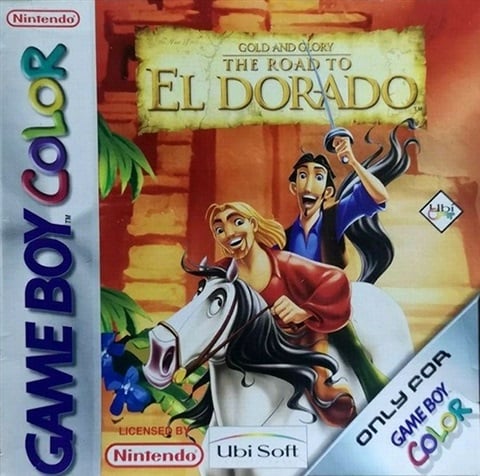 Nintendo
GAME BOY COLOR
TM
GOLD AND GLORY
THE ROAD TO
EL DORADO
TM
Ubi
LICENSED BY
Nintendo
Ubi Soft
ONLY FOR
GAME BOY
COLOR